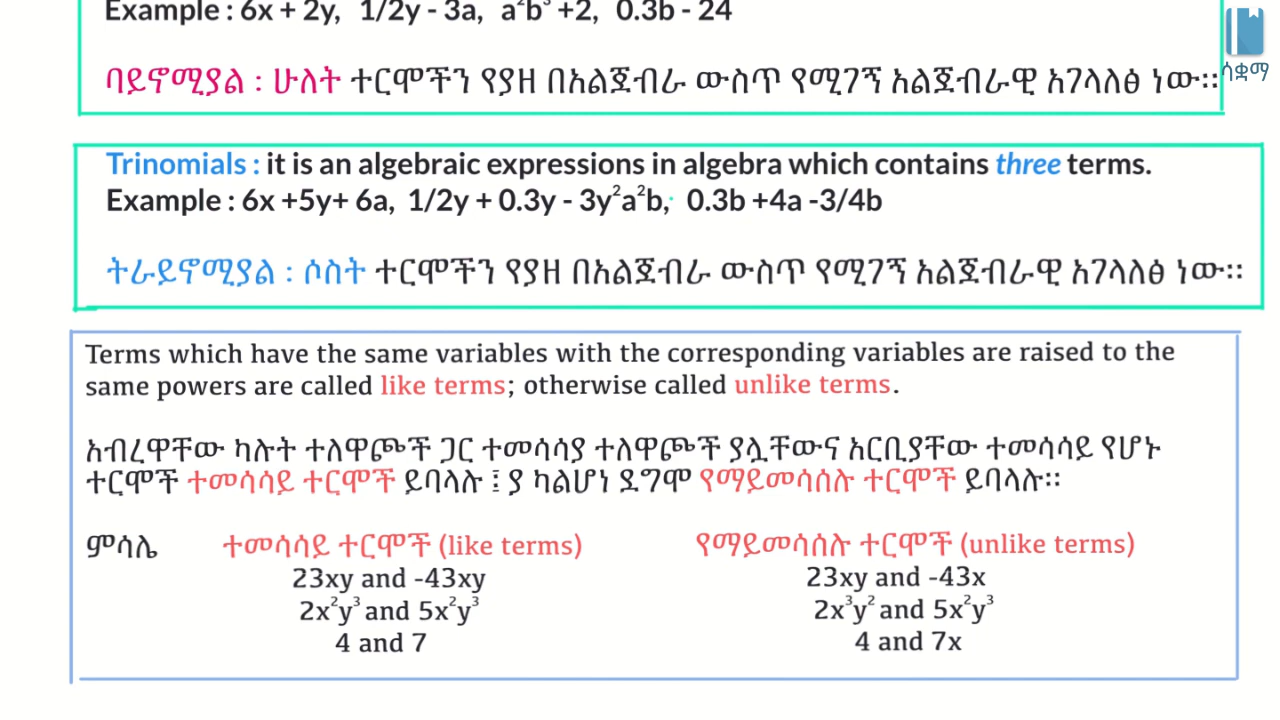 Example : 6x + 2y, 1/2y - 3a, a²b³ +2, 0.3b - 24
ባይኖሚያል : ሁለት ተርሞችን የያዘ በአልጀብራ ውስጥ የሚገኝ አልጀብራዊ አገላለፅ ነው።
ሳቋማ
Trinomials : it is an algebraic expressions in algebra which contains three terms.
Example : 6x +5y+ 6a, 1/2y + 0.3y - 3y²a²b, 0.3b +4a -3/4b
ትራይኖሚያል : ሶስት ተርሞችን የያዘ በአልጀብራ ውስጥ የሚገኝ አልጀብራዊ አገላለፅ ነው።
Terms which have the same variables with the corresponding variables are raised to the
same powers are called like terms; otherwise called unlike terms.
አብረዋቸው ካሉት ተለዋጮች ጋር ተመሳሳያ ተለዋጮች ያሏቸውና አርቢያቸው ተመሳሳይ የሆኑ
ተርሞች ተመሳሳይ ተርሞች ይባላሉ ፤ ያ ካልሆነ ደግሞ የማይመሳሰሉ ተርሞች ይባላሉ።
ምሳሌ ተመሳሳይ ተርሞች (like terms) የማይመሳሰሉ ተርሞች (unlike terms)
23xy and -43xy 23xy and -43x
2x²y³ and 5x²y³ 2x³y² and 5x²y³
4 and 7 4 and 7x